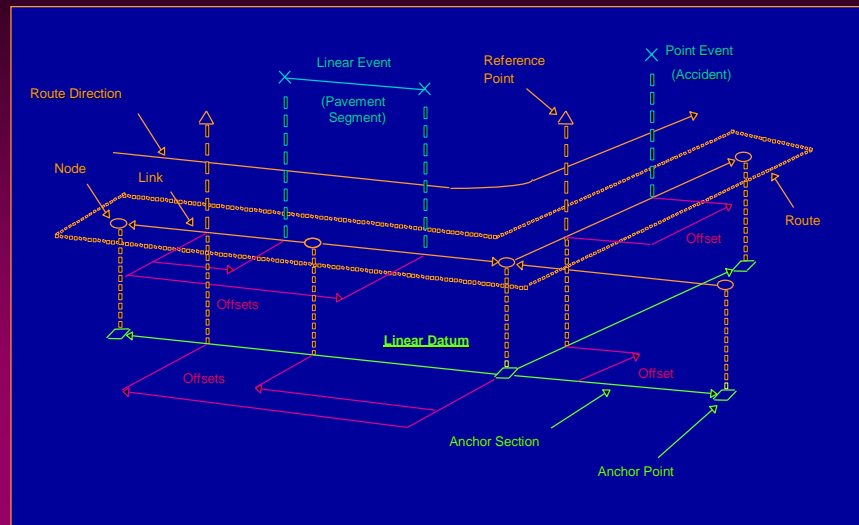 Linear Event
(Pavement
Segment)
Reference
Point
Point Event
(Accident)
Route Direction
Node
Link
Route
Offset
Offsets
Linear Datum
Offsets
Offset
Anchor Section
Anchor Point